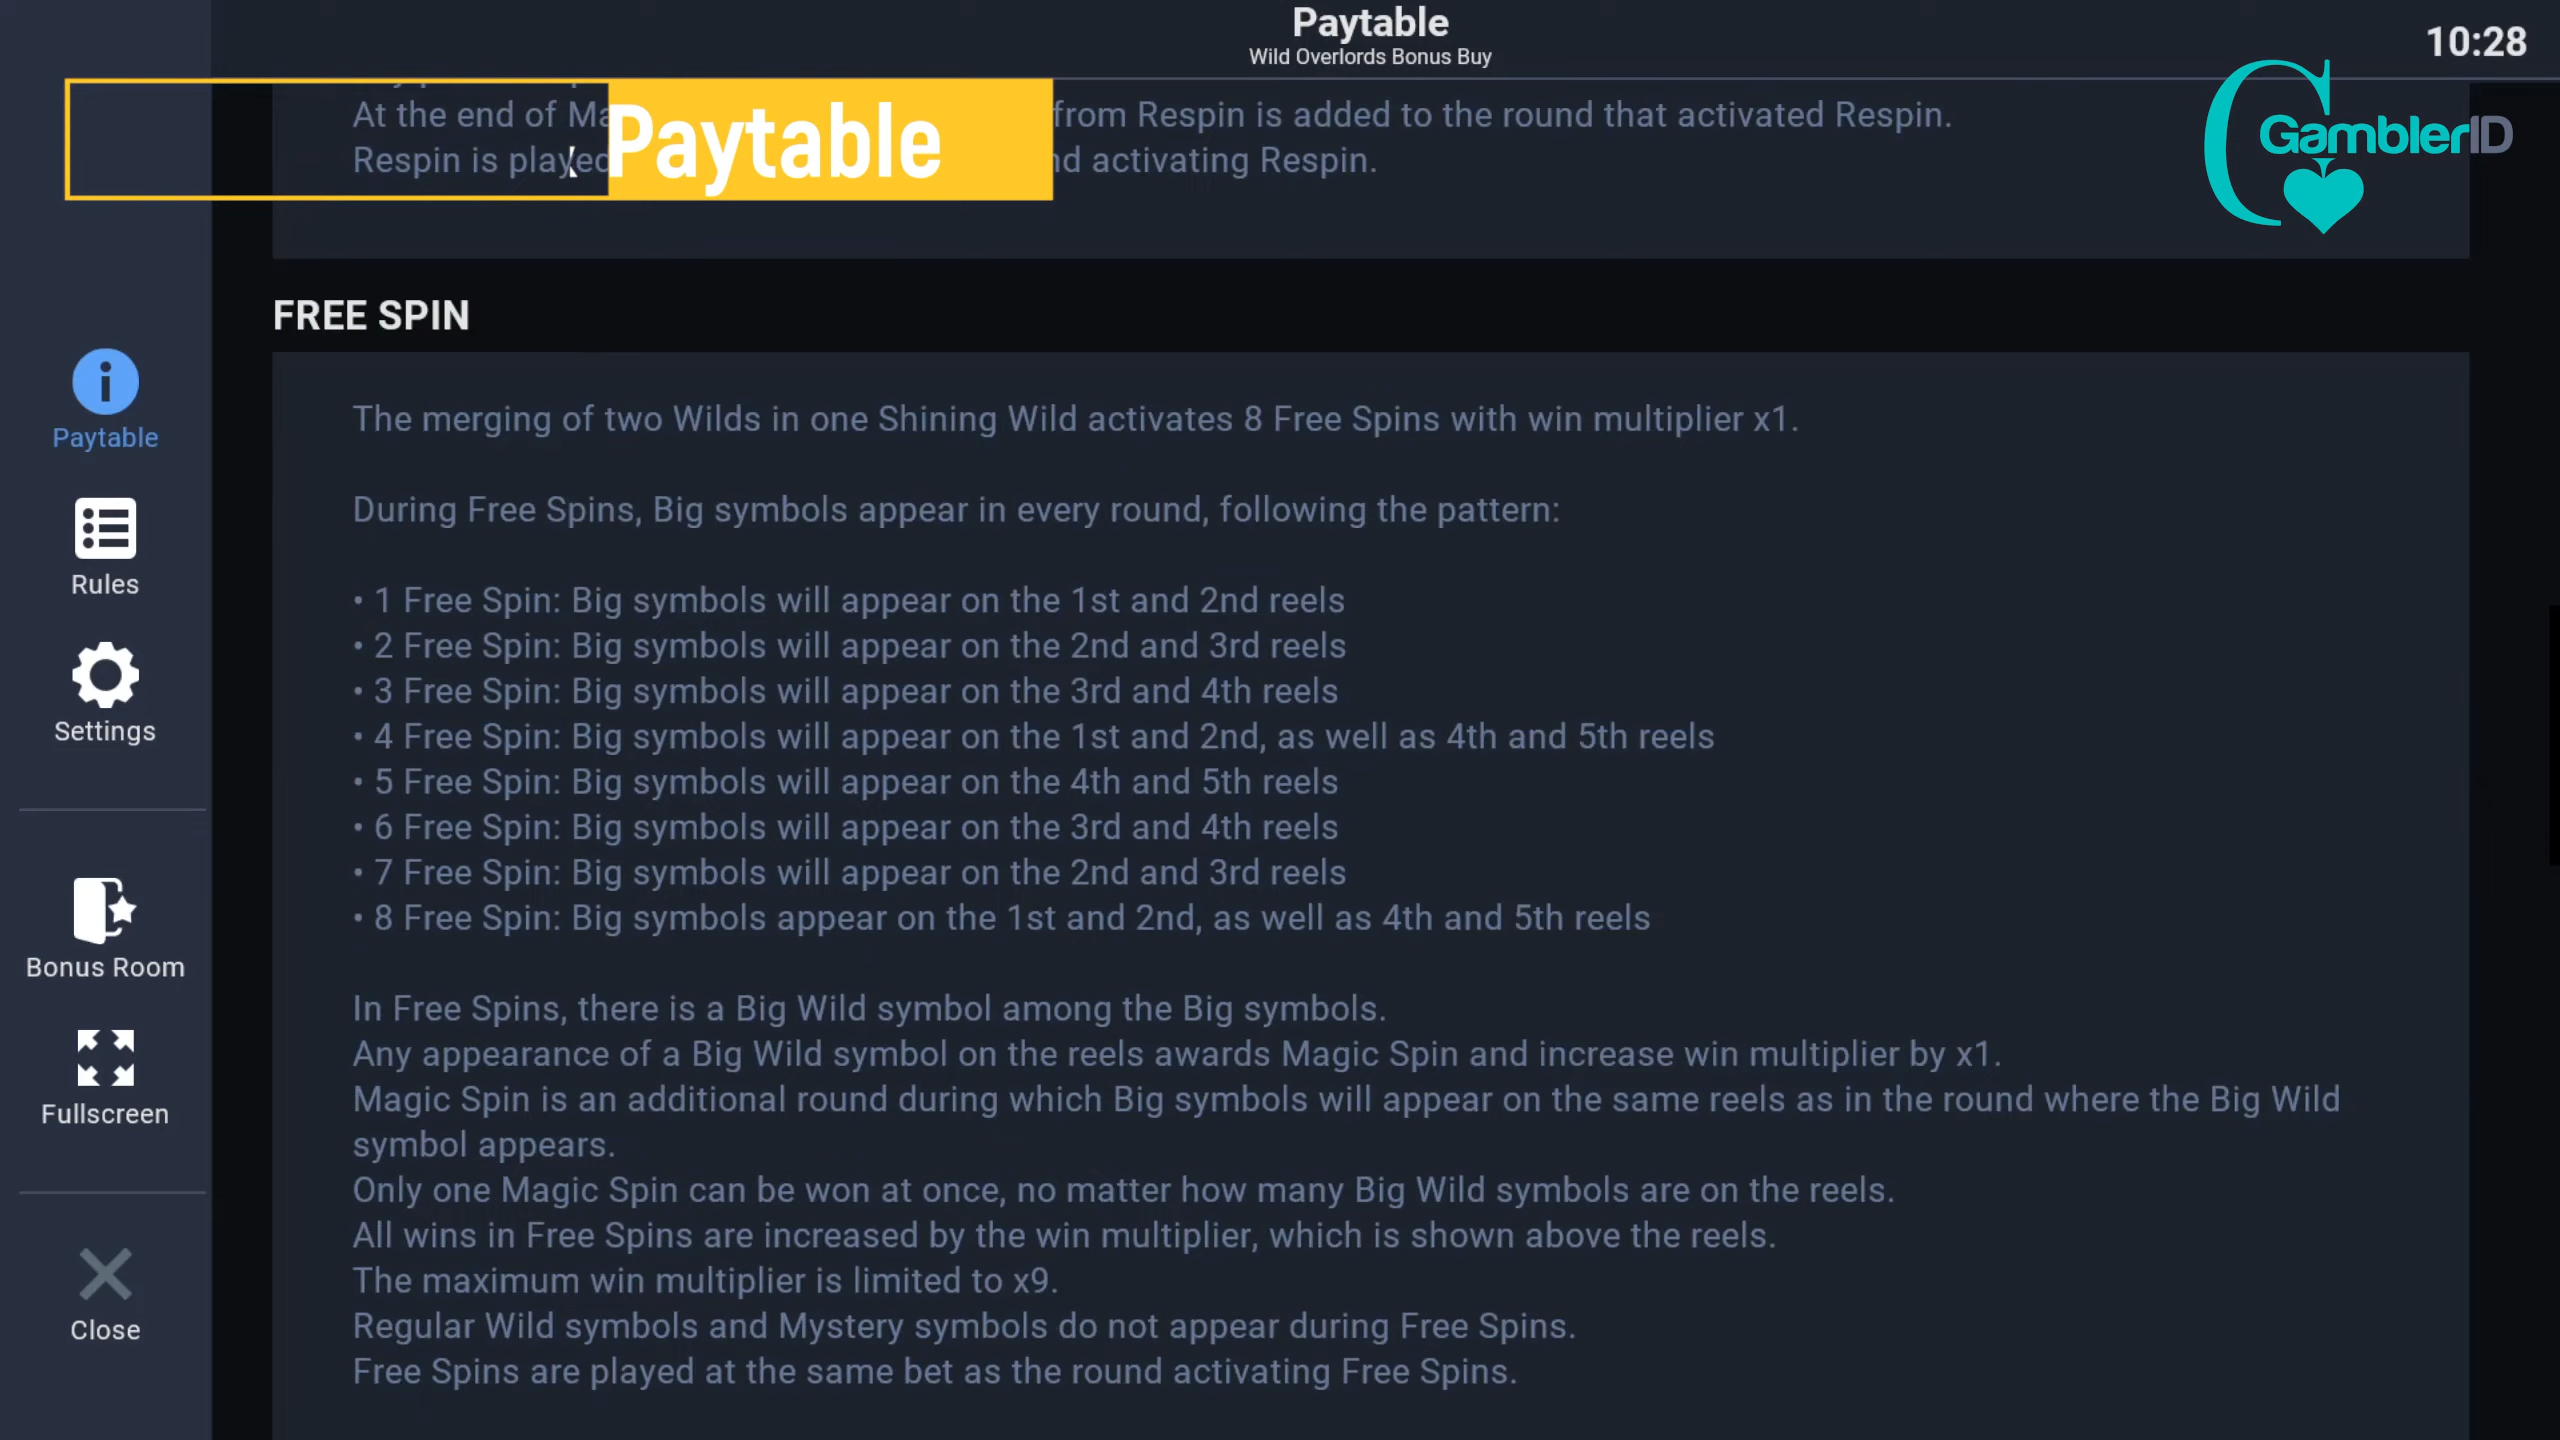 Paytable
Wild Overlords Bonus Buy
10:28
GamblerID
Paytable
At the end of Ma from Respin is added to the round that activated Respin.
Respin is played nd activating Respin.
FREE SPIN
The merging of two Wilds in one Shining Wild activates 8 Free Spins with win multiplier x1.
During Free Spins, Big symbols appear in every round, following the pattern:
• 1 Free Spin: Big symbols will appear on the 1st and 2nd reels
• 2 Free Spin: Big symbols will appear on the 2nd and 3rd reels
• 3 Free Spin: Big symbols will appear on the 3rd and 4th reels
• 4 Free Spin: Big symbols will appear on the 1st and 2nd, as well as 4th and 5th reels
• 5 Free Spin: Big symbols will appear on the 4th and 5th reels
• 6 Free Spin: Big symbols will appear on the 3rd and 4th reels
• 7 Free Spin: Big symbols will appear on the 2nd and 3rd reels
• 8 Free Spin: Big symbols appear on the 1st and 2nd, as well as 4th and 5th reels
In Free Spins, there is a Big Wild symbol among the Big symbols.
Any appearance of a Big Wild symbol on the reels awards Magic Spin and increase win multiplier by x1.
Magic Spin is an additional round during which Big symbols will appear on the same reels as in the round where the Big Wild
symbol appears.
Only one Magic Spin can be won at once, no matter how many Big Wild symbols are on the reels.
All wins in Free Spins are increased by the win multiplier, which is shown above the reels.
The maximum win multiplier is limited to x9.
Regular Wild symbols and Mystery symbols do not appear during Free Spins.
Free Spins are played at the same bet as the round activating Free Spins.
Paytable
Rules
Settings
Bonus Room
Fullscreen
Close